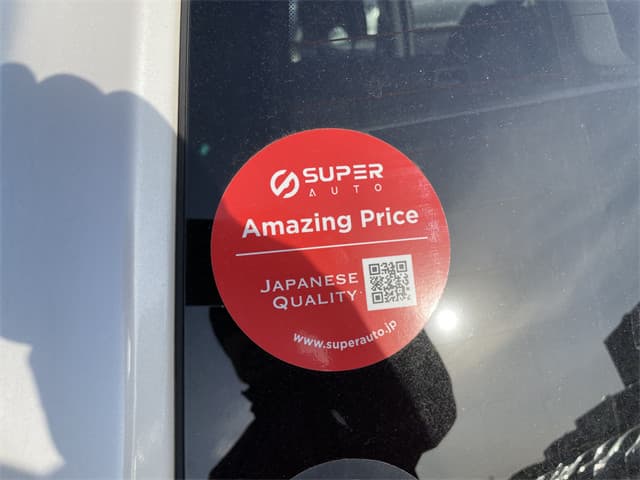 SUPER
AUTO
Amazing Price
JAPANESE
QUALITY
www.superauto.jp